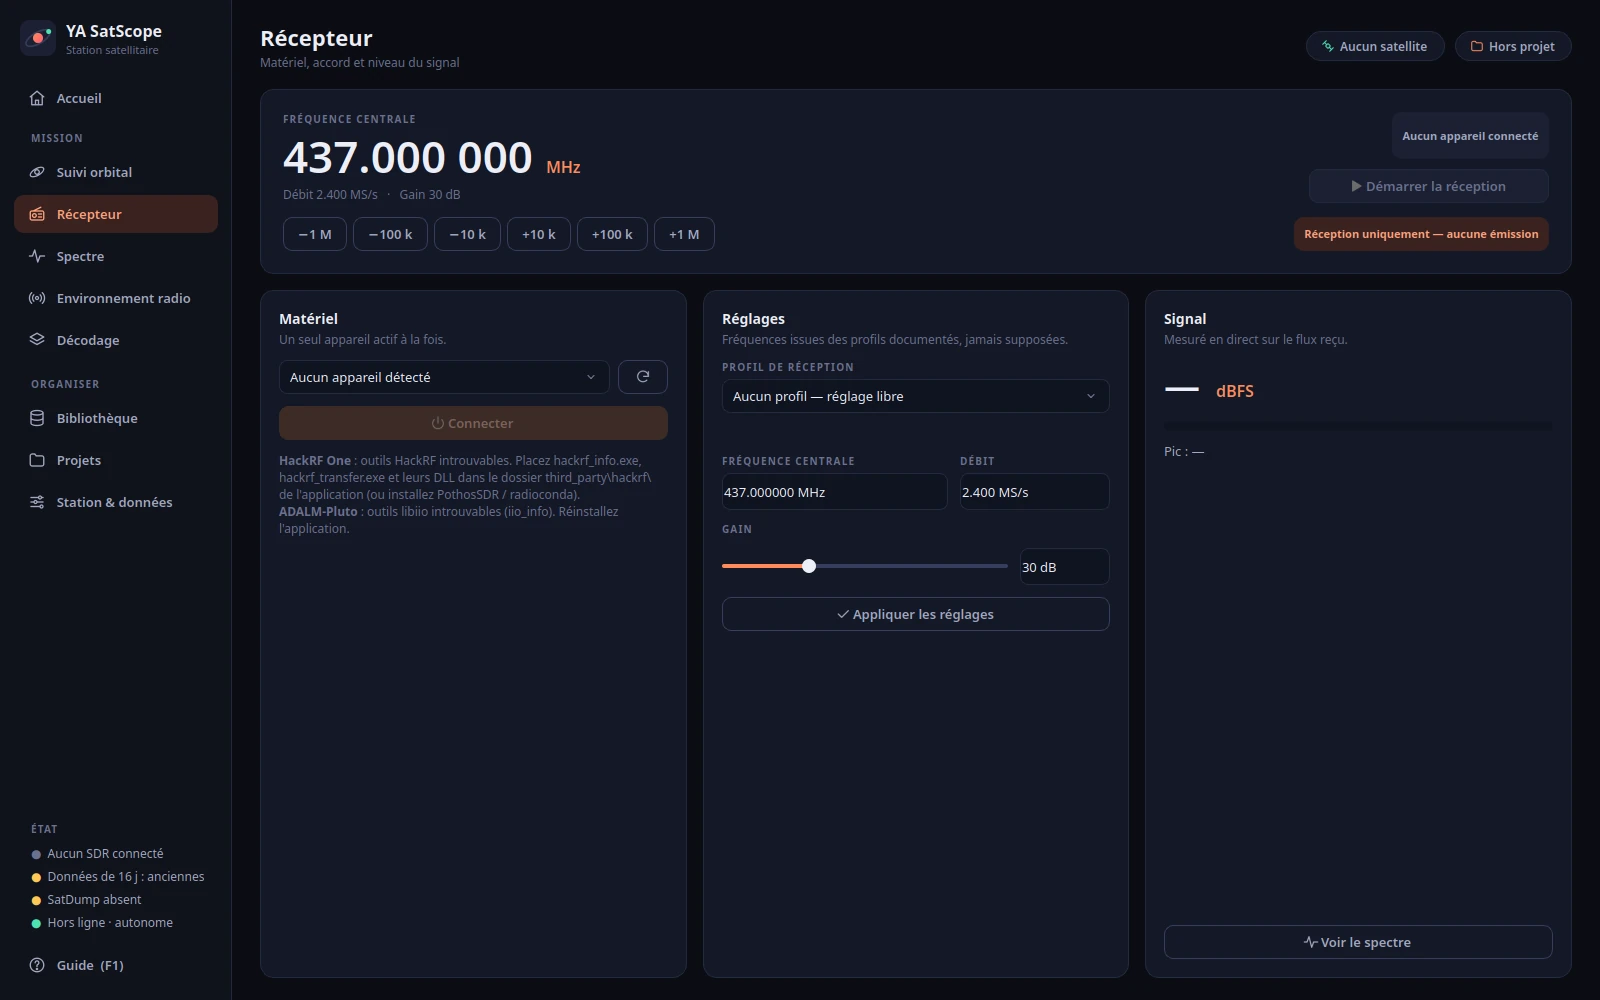 YA SatScope
Station satellitaire
Accueil
MISSION
Suivi orbital
Récepteur
Spectre
Environnement radio
Décodage
ORGANISER
Bibliothèque
Projets
Station & données
ÉTAT
Aucun SDR connecté
Données de 16 j : anciennes
SatDump absent
Hors ligne · autonome
Guide (F1)
Récepteur
Matériel, accord et niveau du signal
Aucun satellite
Hors projet
FRÉQUENCE CENTRALE
437.000 000 MHz
Débit 2.400 MS/s · Gain 30 dB
−1 M
−100 k
−10 k
+10 k
+100 k
+1 M
Aucun appareil connecté
Démarrer la réception
Réception uniquement — aucune émission
Matériel
Un seul appareil actif à la fois.
Aucun appareil détecté
Connecter
HackRF One : outils HackRF introuvables. Placez hackrf_info.exe,
hackrf_transfer.exe et leurs DLL dans le dossier third_party\hackrf\
de l'application (ou installez PothosSDR / radioconda).
ADALM-Pluto : outils libiio introuvables (iio_info). Réinstallez
l'application.
Réglages
Fréquences issues des profils documentés, jamais supposées.
PROFIL DE RÉCEPTION
Aucun profil — réglage libre
FRÉQUENCE CENTRALE
DÉBIT
437.000000 MHz
2.400 MS/s
GAIN
30 dB
Appliquer les réglages
Signal
Mesuré en direct sur le flux reçu.
— dBFS
Pic : —
Voir le spectre